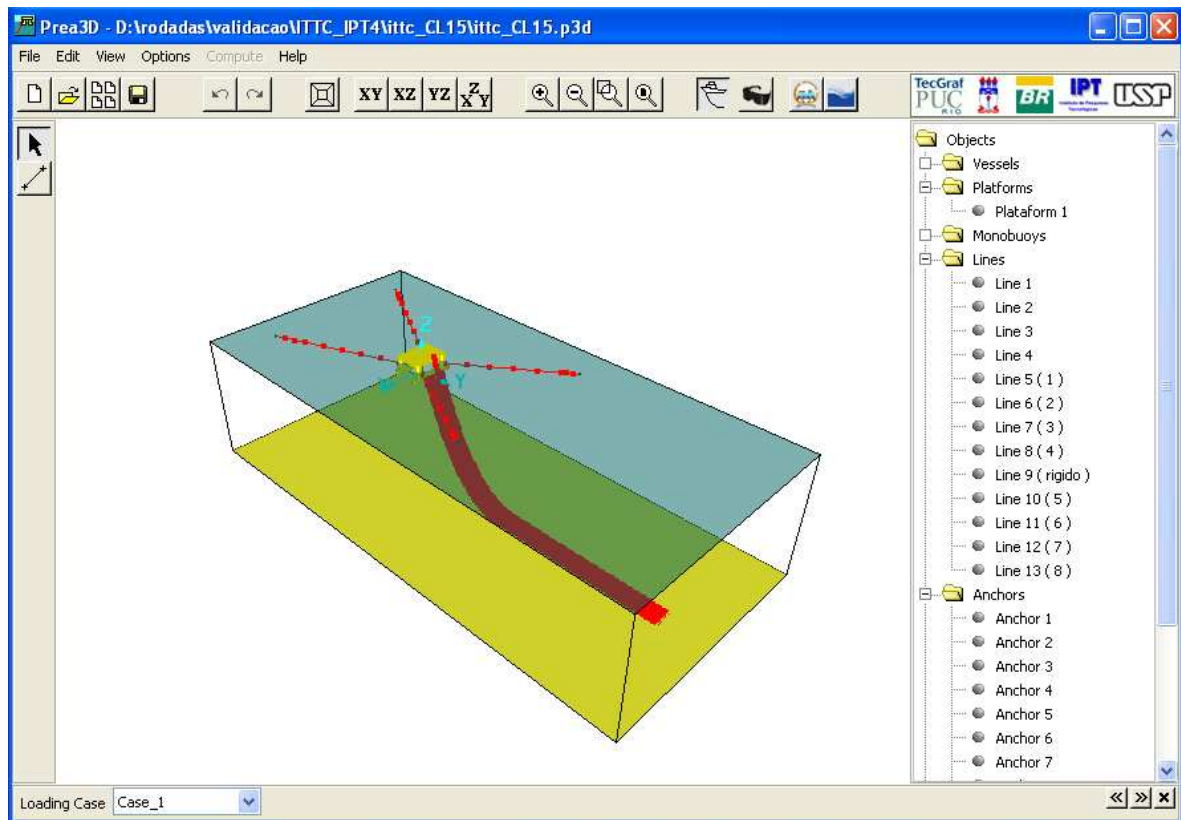 Prea3D - D:\rodadas\validacao\ITTC_IPT4\ittc_CL15\ittc_CL15.p3d
File Edit View Options Compute Help
XY XZ YZ XZY
TecGraf PUC RIO BR IPT USP
Objects
Vessels
Platforms
Plataform 1
Monobuoys
Lines
Line 1
Line 2
Line 3
Line 4
Line 5 ( 1 )
Line 6 ( 2 )
Line 7 ( 3 )
Line 8 ( 4 )
Line 9 ( rigido )
Line 10 ( 5 )
Line 11 ( 6 )
Line 12 ( 7 )
Line 13 ( 8 )
Anchors
Anchor 1
Anchor 2
Anchor 3
Anchor 4
Anchor 5
Anchor 6
Anchor 7
Z
Y
Loading Case Case_1